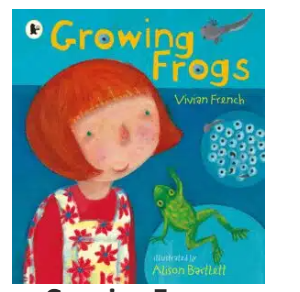 Growing
Frogs
Vivian French
illustrated by
Alison Bartlett